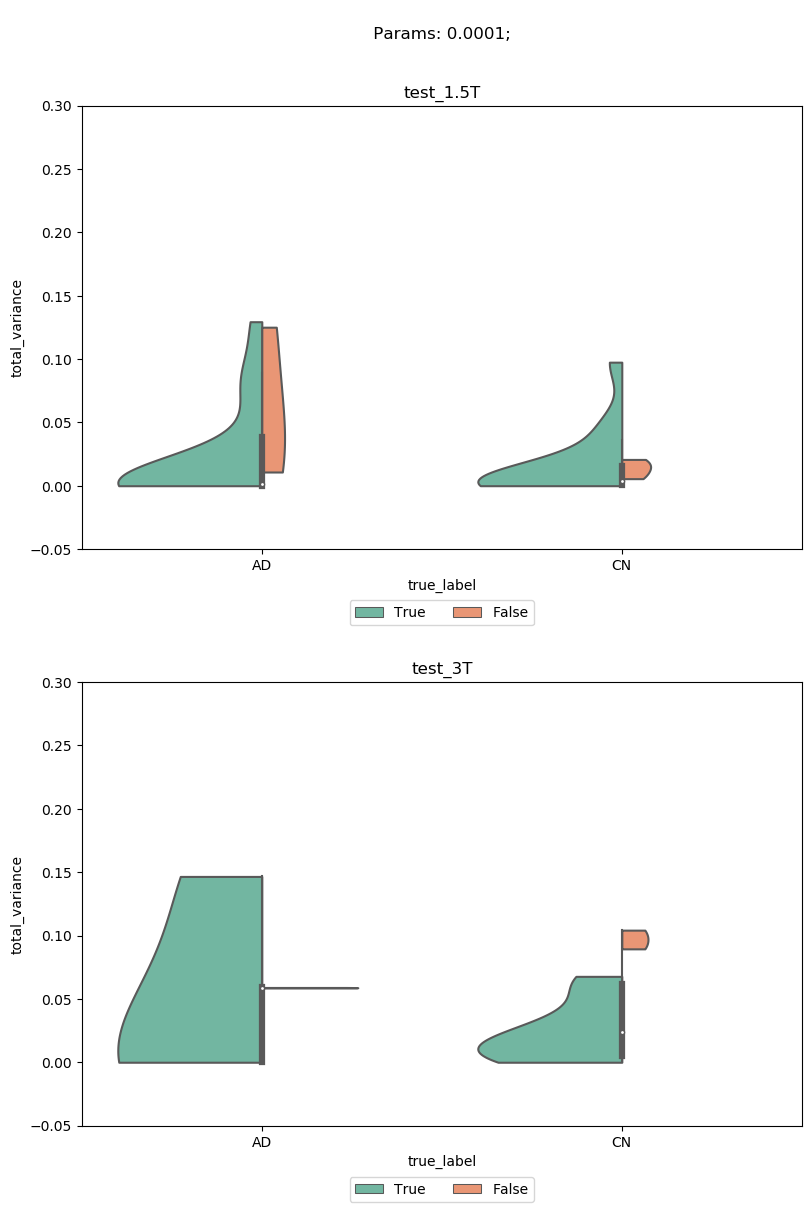 Params: 0.0001;
test_1.5T
0.30
0.25
0.20
0.15
0.10
0.05
0.00
−0.05
total_variance
AD CN
true_label
True False
test_3T
0.30
0.25
0.20
0.15
0.10
0.05
0.00
−0.05
total_variance
AD CN
true_label
True False